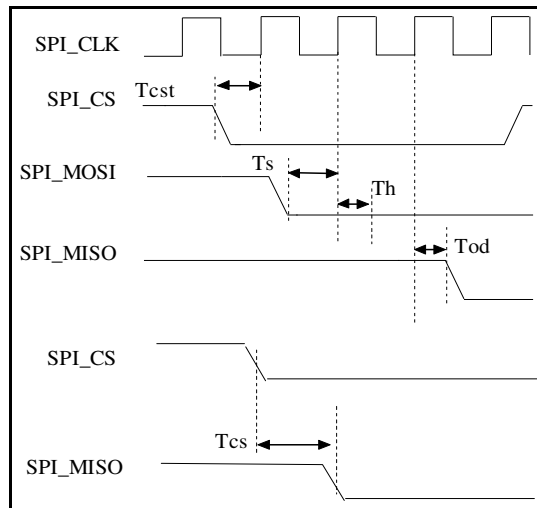 SPI_CLK
Tcst
SPI_CS
Ts
SPI_MOSI
Th
SPI_MISO
Tod
SPI_CS
Tcs
SPI_MISO